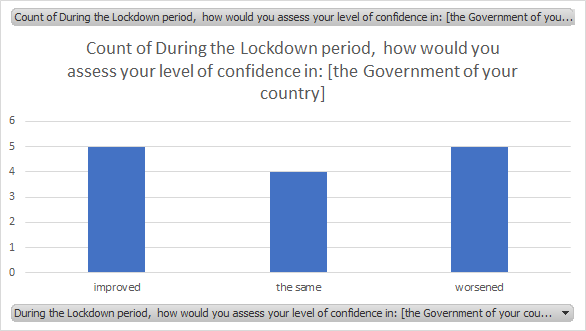 Count of During the Lockdown period,  how would you assess your level of confidence in: [the Government of you...
Count of During the Lockdown period,  how would you
assess your level of confidence in: [the Government of your
country]
6
5
4
3
2
1
0
improved
the same
worsened
During the Lockdown period,  how would you assess your level of confidence in: [the Government of your cou...